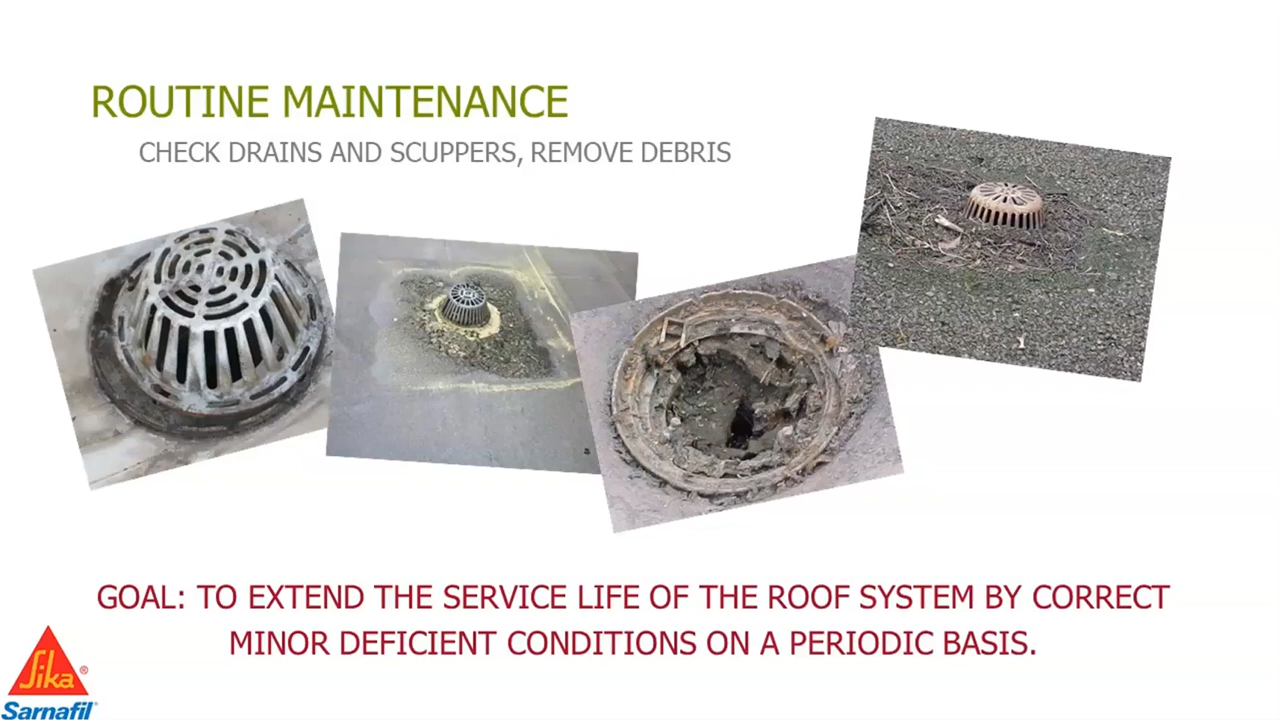 ROUTINE MAINTENANCE
CHECK DRAINS AND SCUPPERS, REMOVE DEBRIS
GOAL: TO EXTEND THE SERVICE LIFE OF THE ROOF SYSTEM BY CORRECT
MINOR DEFICIENT CONDITIONS ON A PERIODIC BASIS.
Sika®
Sarnafil®